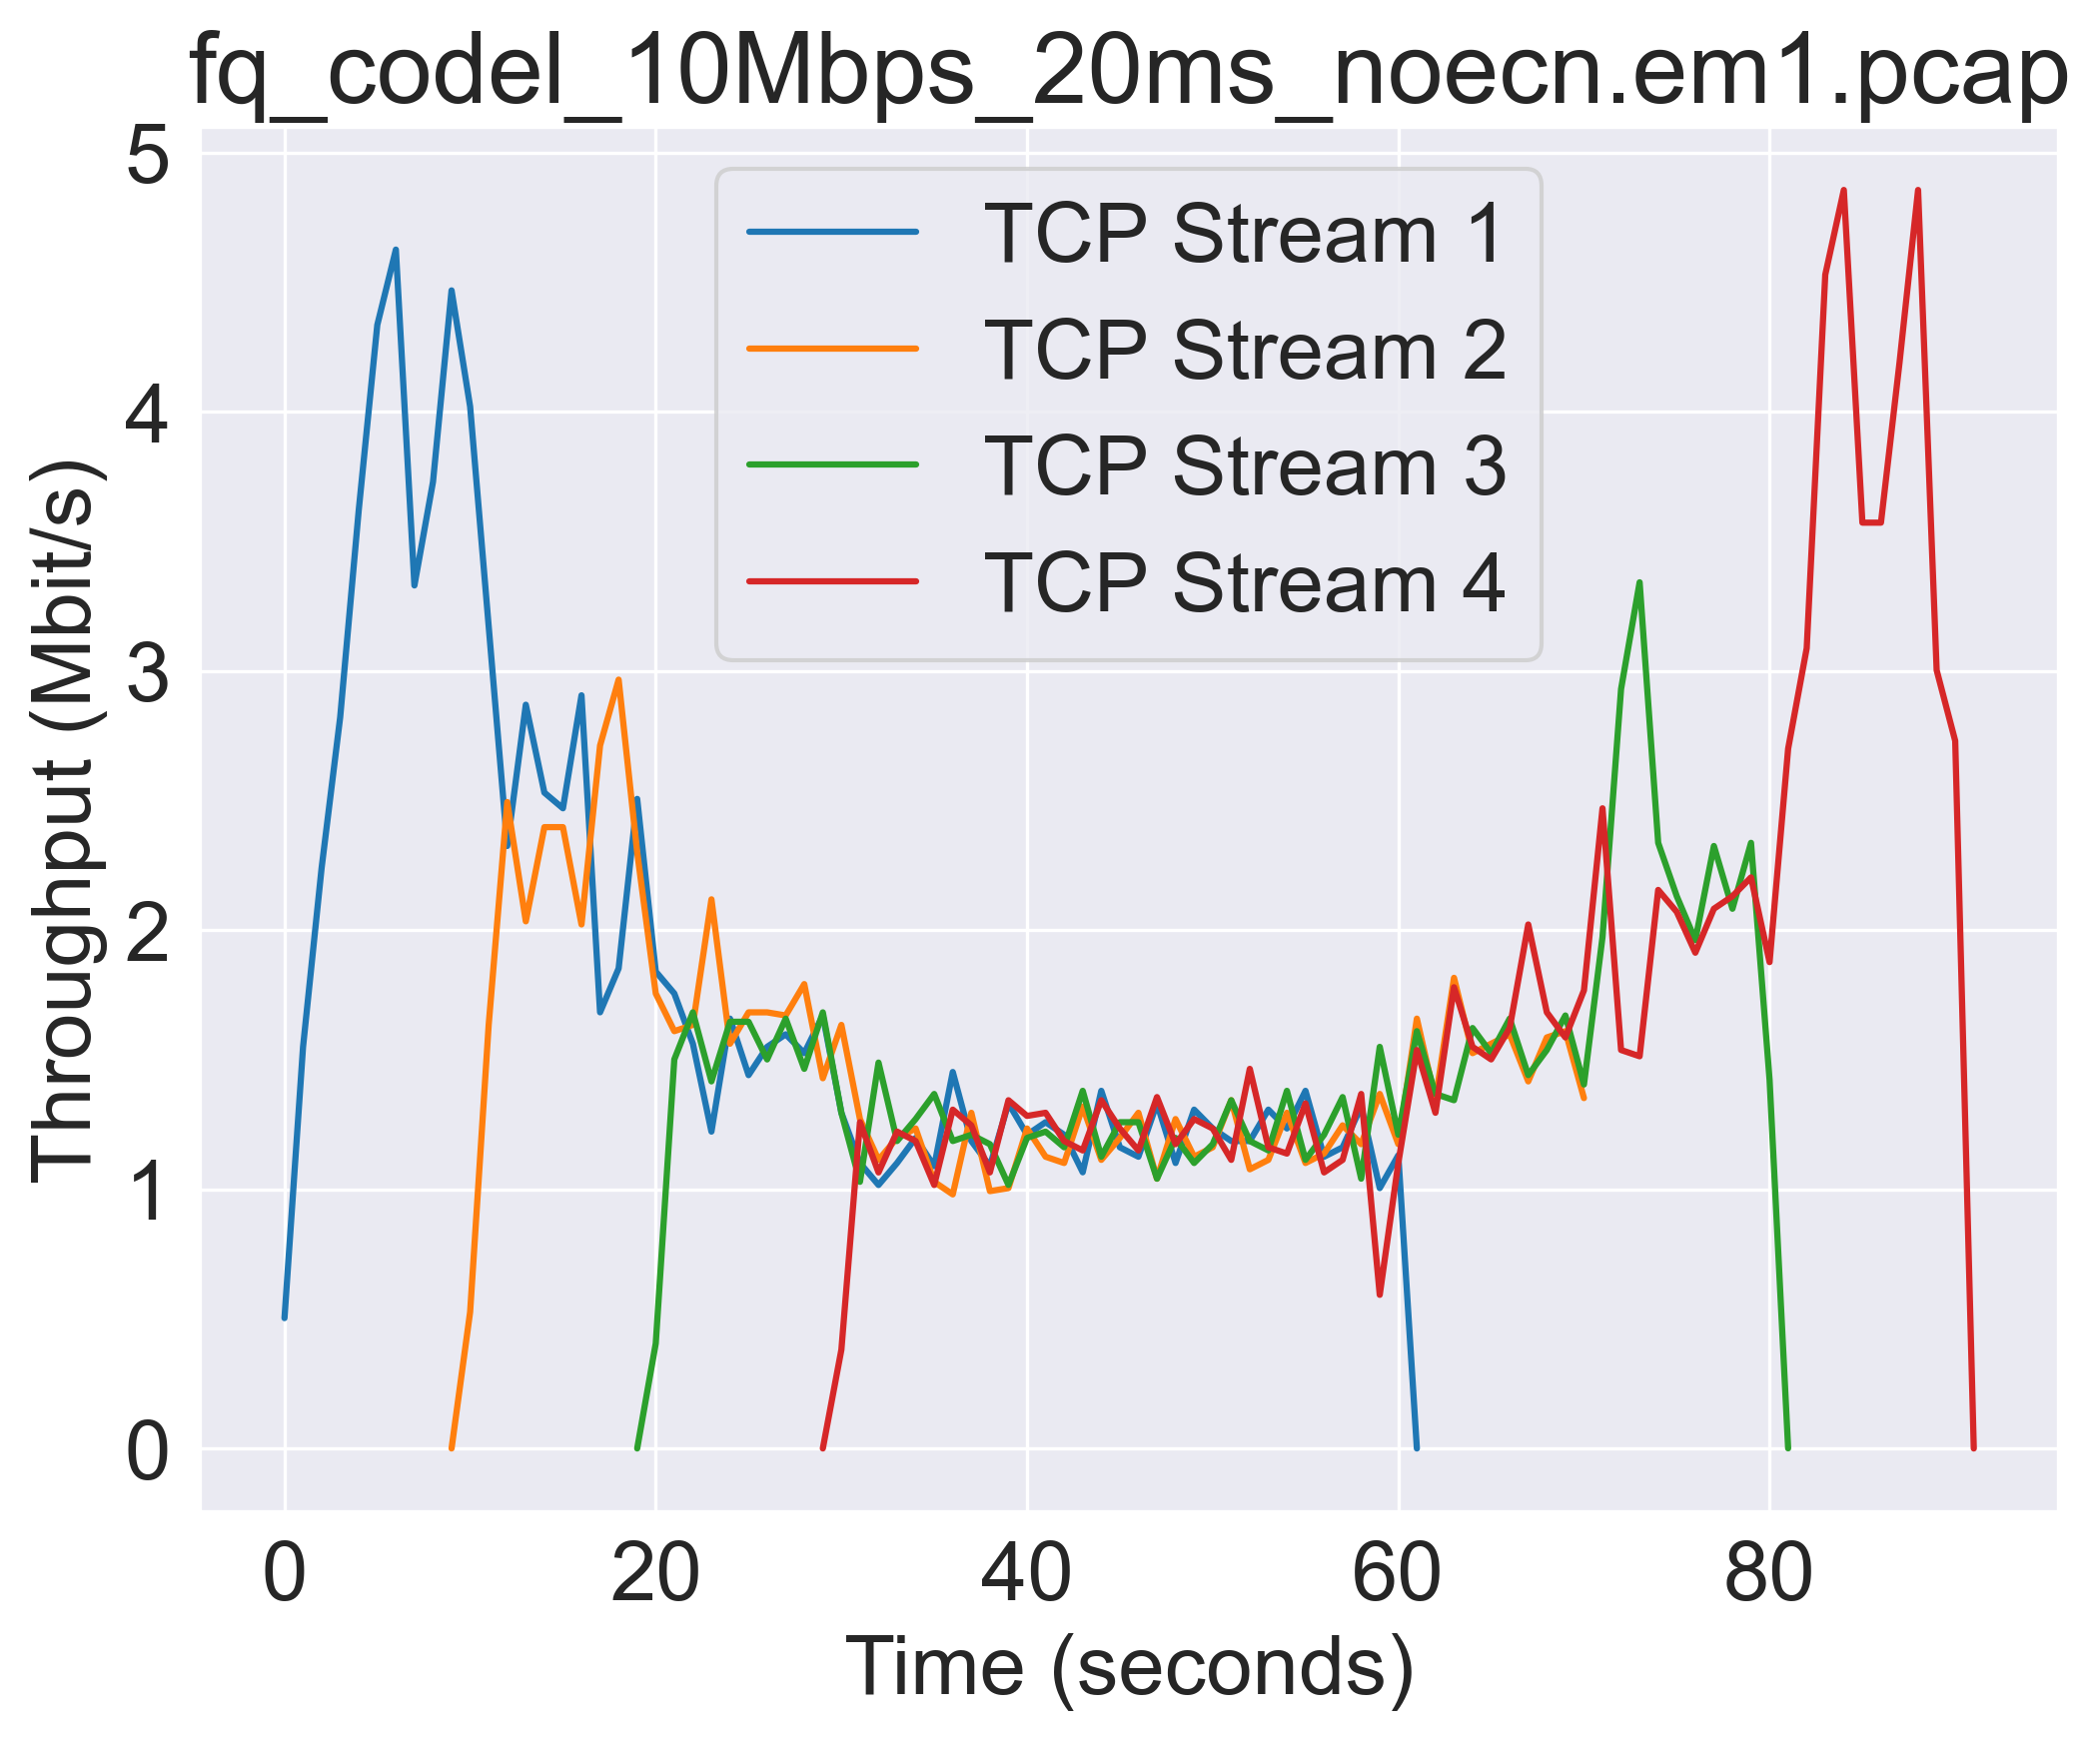 fq_codel_10Mbps_20ms_noecn.em1.pcap
5
4
3
2
1
0
Throughput (Mbit/s)
TCP Stream 1
TCP Stream 2
TCP Stream 3
TCP Stream 4
0 20 40 60 80
Time (seconds)